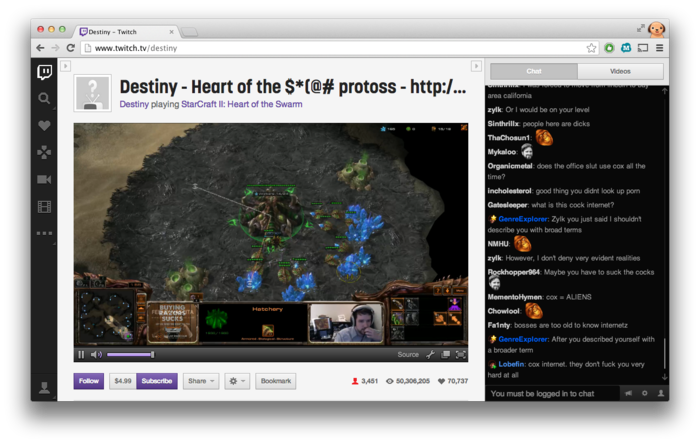 Destiny - Twitch
www.twitch.tv/destiny
Destiny - Heart of the $*(@# protoss - http:/...
Destiny playing StarCraft II: Heart of the Swarm
Hatchery
BUYING
SUCKS
Source
Follow
$4.99
Subscribe
Share
Bookmark
3,451
50,306,205
70,737
Chat
Videos
area california
zylk: Or I would be on your level
Sinthrillx: people here are dicks
ThaChosun1:
Mykaloo:
Organicmetal: does the office slut use cox all the
time?
incholesterol: good thing you didnt look up porn
Gatesleeper: what is this cock internet?
GenreExplorer: Zylk you just said I shouldn't
describe you with broad terms
NMHU:
zylk: However, I don't deny very evident realities
Rockhopper964: Maybe you have to suck the cocks
MementoHymen: cox = ALIENS
Chowlool:
Fa1nty: bosses are too old to know internetz
GenreExplorer: After you described yourself with
a broader term
Lobefin: cox internet. they don't fuck you very
hard at all
You must be logged in to chat